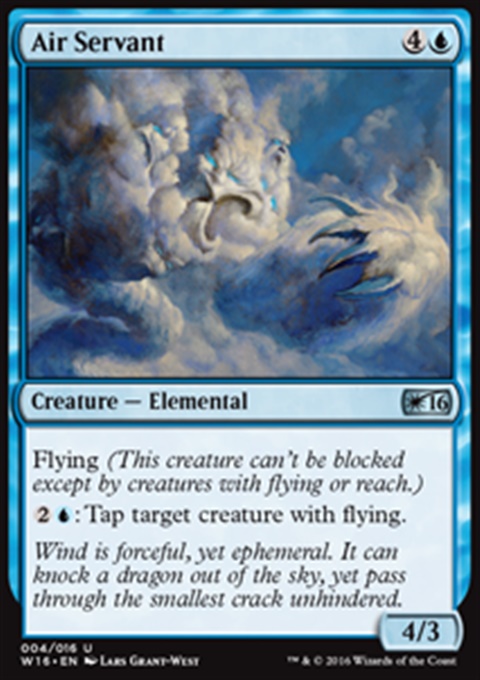 Air Servant 4
Creature — Elemental 16
Flying (This creature can't be blocked
except by creatures with flying or reach.)
2 : Tap target creature with flying.
Wind is forceful, yet ephemeral. It can
knock a dragon out of the sky, yet pass
through the smallest crack unhindered.
4/3
004/016 U
W16 • EN Lars Grant-West ™ & © 2016 Wizards of the Coast